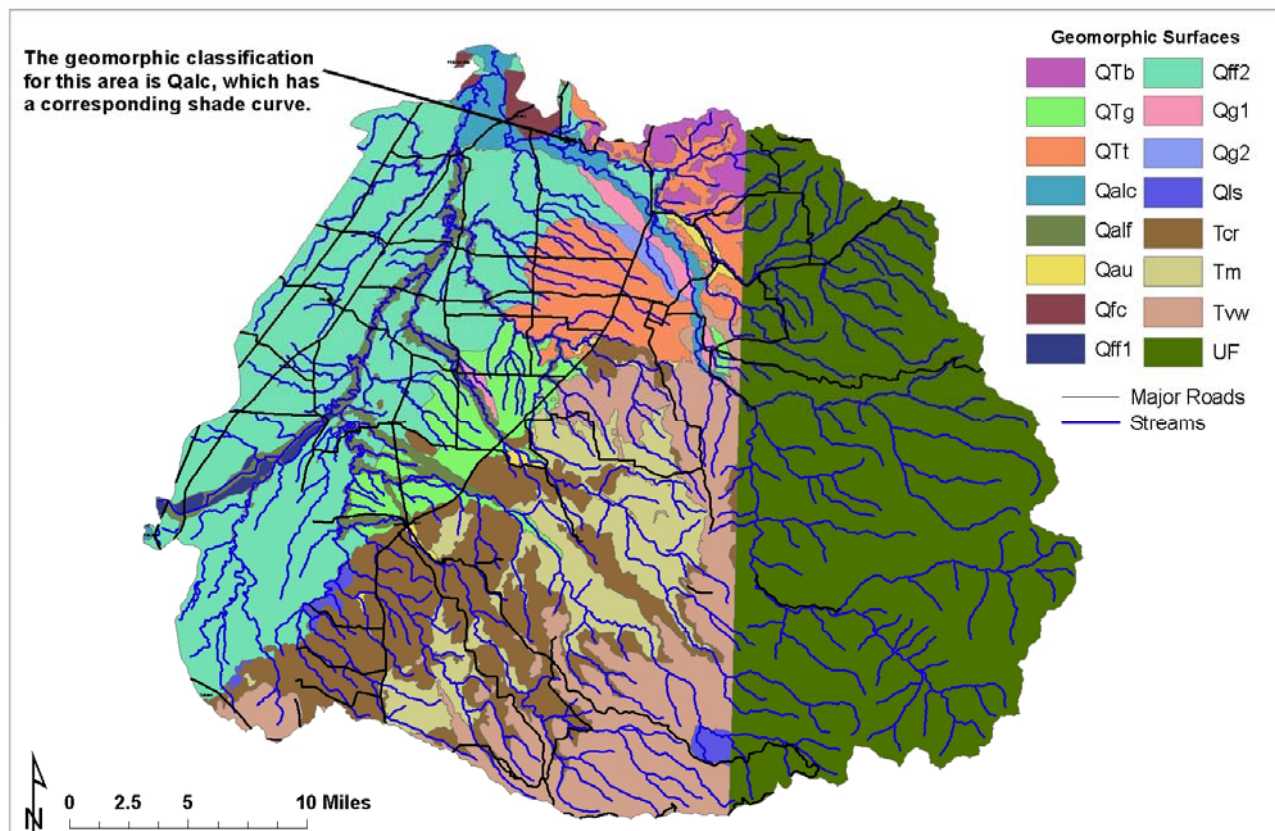 The geomorphic classification
for this area is Qalc, which has
a corresponding shade curve.
Geomorphic Surfaces
QTb
QTg
QTt
Qalc
Qalf
Qau
Qfc
Qff1
Qff2
Qg1
Qg2
Qls
Tcr
Tm
Tvw
UF
Major Roads
Streams
N
0 2.5 5 10 Miles